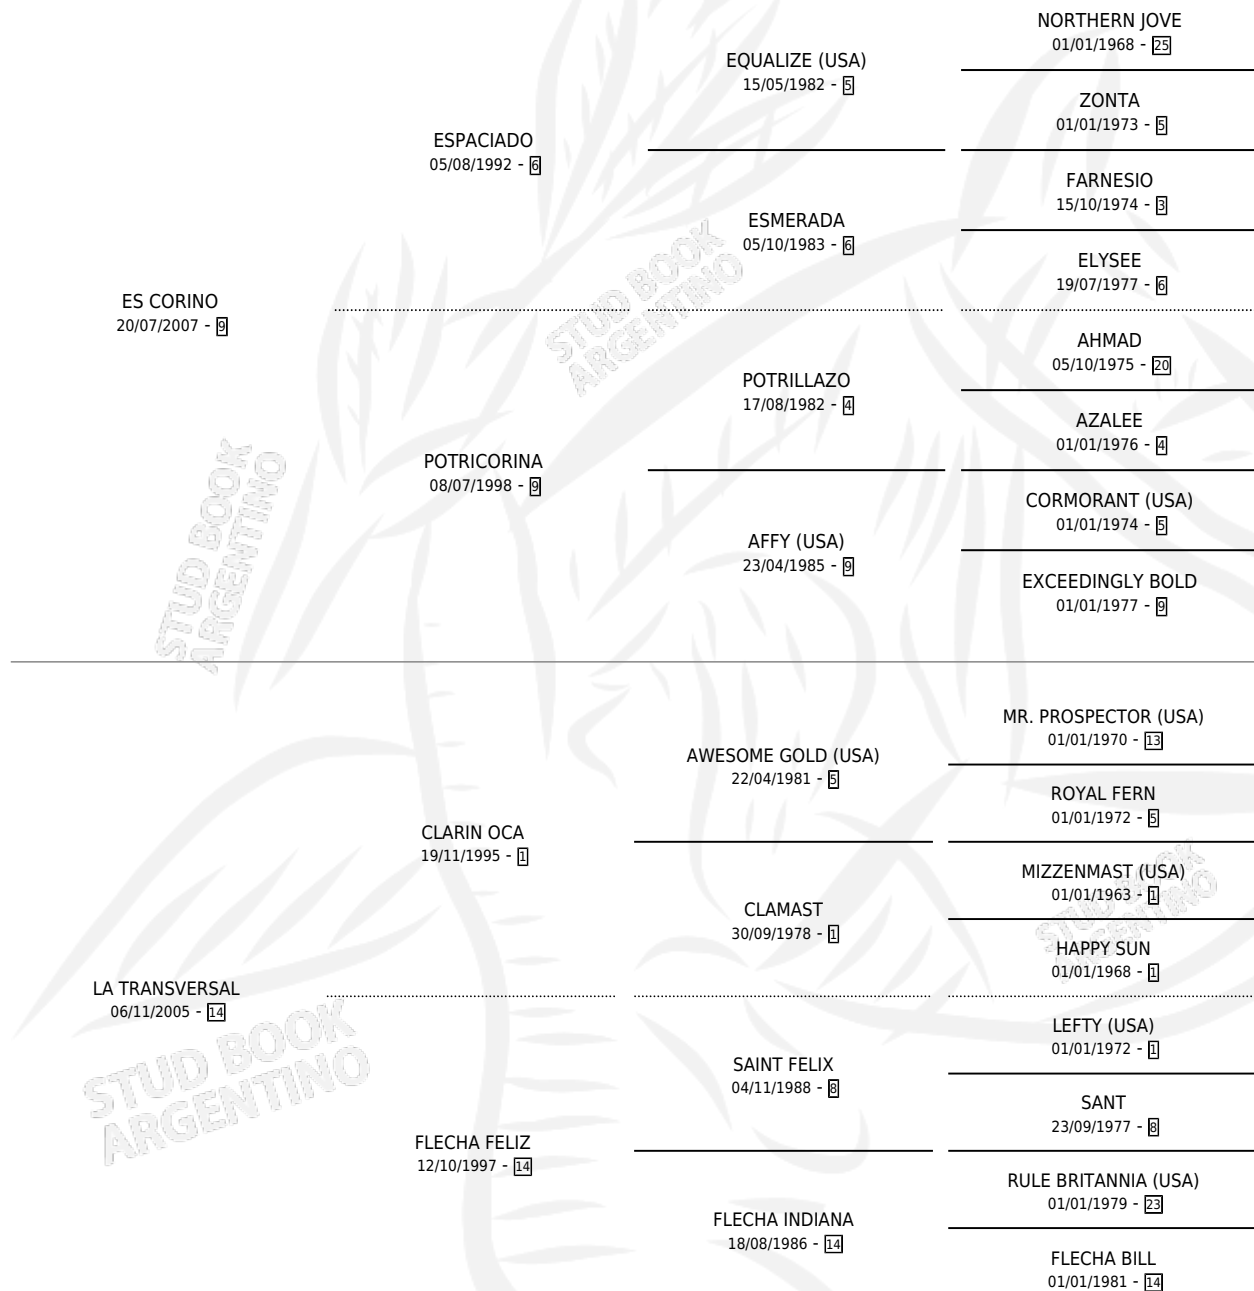 NORTHERN JOVE
01/01/1968 - 25
EQUALIZE (USA)
15/05/1982 - 5
ZONTA
01/01/1973 - 5
ESPACIADO
05/08/1992 - 6
FARNESIO
15/10/1974 - 3
ESMERADA
05/10/1983 - 6
ELYSEE
19/07/1977 - 6
ES CORINO
20/07/2007 - 9
AHMAD
05/10/1975 - 20
POTRILLAZO
17/08/1982 - 4
AZALEE
01/01/1976 - 4
POTRICORINA
08/07/1998 - 9
CORMORANT (USA)
01/01/1974 - 5
AFFY (USA)
23/04/1985 - 9
EXCEEDINGLY BOLD
01/01/1977 - 9
STUD BOOK
ARGENTINO
STUD BOOK
ARGENTINO
MR. PROSPECTOR (USA)
01/01/1970 - 13
AWESOME GOLD (USA)
22/04/1981 - 5
ROYAL FERN
01/01/1972 - 5
CLARIN OCA
19/11/1995 - 1
MIZZENMAST (USA)
01/01/1963 - 1
CLAMAST
30/09/1978 - 1
HAPPY SUN
01/01/1968 - 1
LA TRANSVERSAL
06/11/2005 - 14
LEFTY (USA)
01/01/1972 - 1
SAINT FELIX
04/11/1988 - 8
SANT
23/09/1977 - 8
FLECHA FELIZ
12/10/1997 - 14
RULE BRITANNIA (USA)
01/01/1979 - 23
FLECHA INDIANA
18/08/1986 - 14
FLECHA BILL
01/01/1981 - 14
STUD BOOK
ARGENTINO
STUD BOOK
ARGENTINO